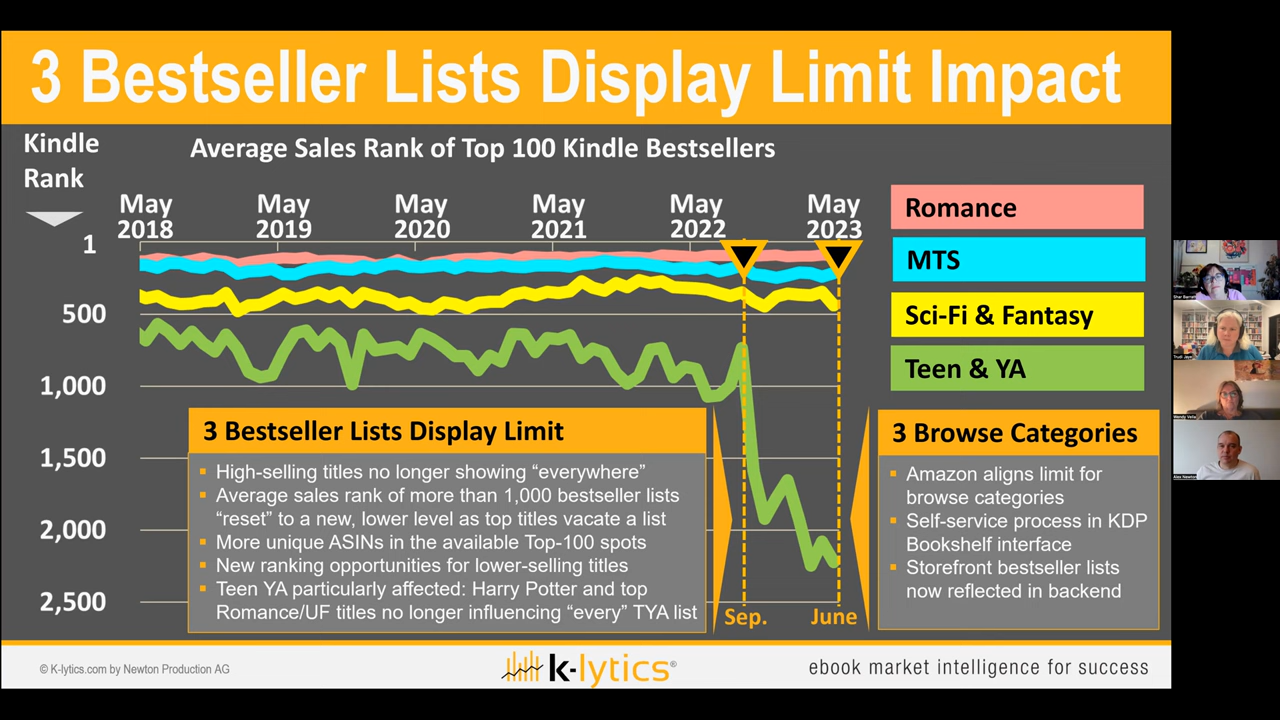 3 Bestseller Lists Display Limit Impact
Kindle
Rank
Average Sales Rank of Top 100 Kindle Bestsellers
May
2018
May
2019
May
2020
May
2021
May
2022
May
2023
1
500
1,000
1,500
2,000
2,500
Romance
MTS
Sci-Fi & Fantasy
Teen & YA
3 Bestseller Lists Display Limit
▪ High-selling titles no longer showing “everywhere”
▪ Average sales rank of more than 1,000 bestseller lists
“reset” to a new, lower level as top titles vacate a list
▪ More unique ASINs in the available Top-100 spots
▪ New ranking opportunities for lower-selling titles
▪ Teen YA particularly affected: Harry Potter and top
Romance/UF titles no longer influencing “every” TYA list
Sep.
June
3 Browse Categories
▪ Amazon aligns limit for
browse categories
▪ Self-service process in KDP
Bookshelf interface
▪ Storefront bestseller lists
now reflected in backend
© K-lytics.com by Newton Production AG
k-lytics®
ebook market intelligence for success
Wendy Vella
Alex Newton